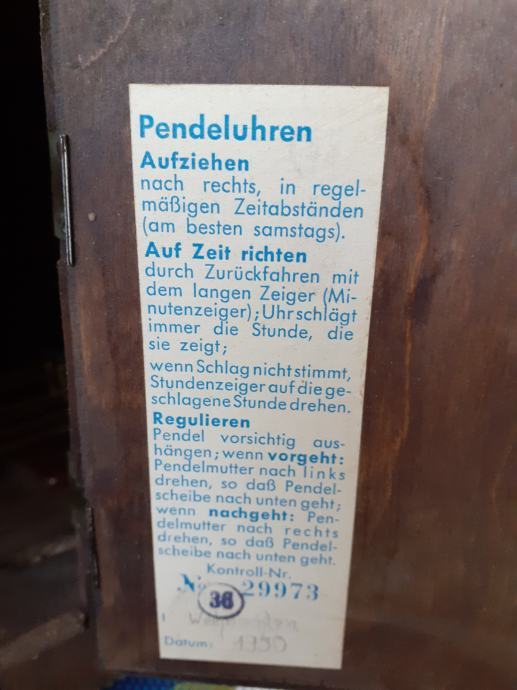 Pendeluhren
Aufziehen
nach rechts, in regel-
mäßigen Zeitabständen
(am besten samstags).
Auf Zeit richten
durch Zurückfahren mit
dem langen Zeiger (Mi-
nutenzeiger); Uhr schlägt
immer die Stunde, die
sie zeigt;
wenn Schlag nicht stimmt,
Stundenzeiger auf die ge-
schlagene Stunde drehen.
Regulieren
Pendel vorsichtig aus-
hängen; wenn vorgeht:
Pendelmutter nach links
drehen, so daß Pendel-
scheibe nach unten geht;
wenn nachgeht: Pen-
delmutter nach rechts
drehen, so daß Pendel-
scheibe nach unten geht.
Kontroll-Nr.
No 29973
36
Datum: